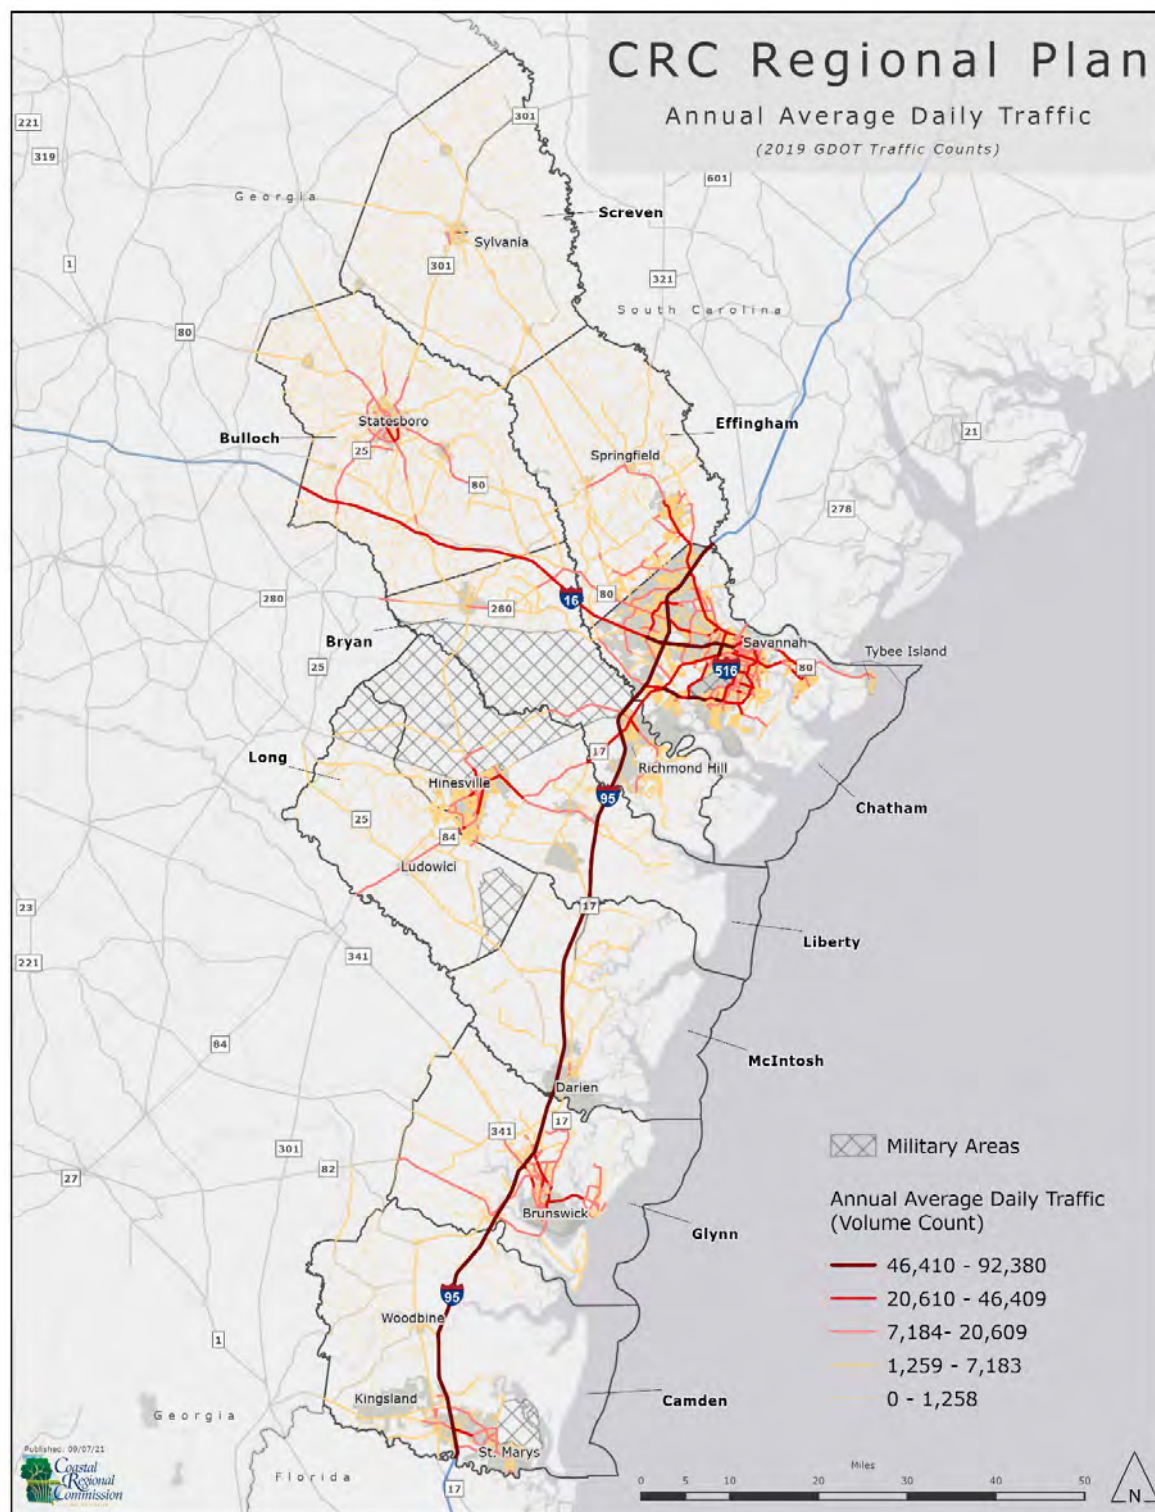 CRC Regional Plan
Annual Average Daily Traffic
(2019 GDOT Traffic Counts)
221
319
301
601
Georgia
Screven
Sylvania
1
301
321
South Carolina
80
Effingham
21
Statesboro
Bulloch
25
Springfield
80
278
280
16
80
280
Bryan
Savannah
Tybee Island
25
516
80
Long
17
Richmond Hill
Hinesville
95
Chatham
25
84
Ludowici
23
17
Liberty
221
341
84
McIntosh
Darien
17
341
301
82
27
Brunswick
Glynn
95
Woodbine
1
Kingsland
Camden
Georgia
St. Marys
Florida
17
Military Areas
Annual Average Daily Traffic
(Volume Count)
46,410 - 92,380
20,610 - 46,409
7,184- 20,609
1,259 - 7,183
0 - 1,258
Published: 09/07/21
Coastal
Regional
Commission
Miles
0 5 10 20 30 40 50
N